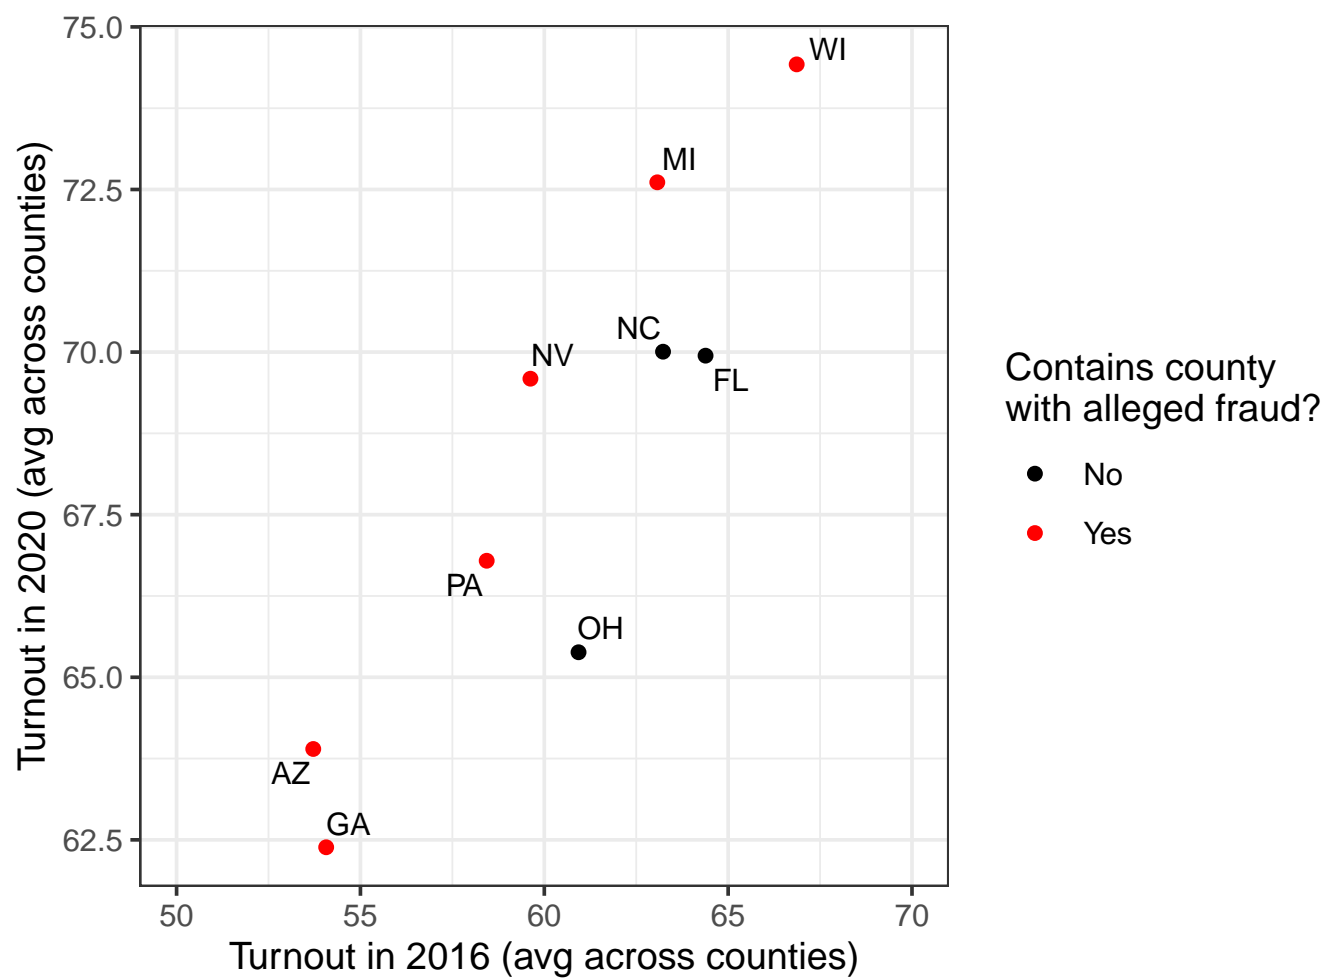 75.0
72.5
70.0
67.5
65.0
62.5
Turnout in 2020 (avg across counties)
WI
MI
NC
NV
FL
PA
OH
AZ
GA
50 55 60 65 70
Turnout in 2016 (avg across counties)
Contains county
with alleged fraud?
No
Yes